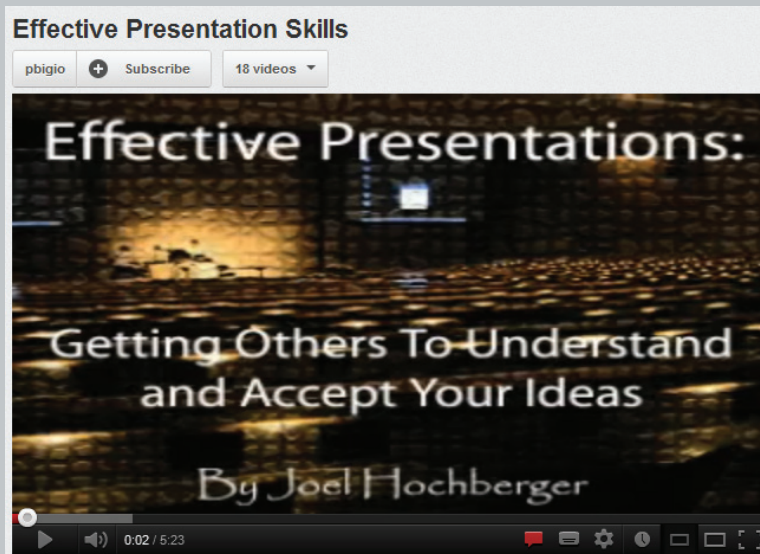 Effective Presentation Skills
pbigio Subscribe 18 videos
Effective Presentations:
Getting Others To Understand
and Accept Your Ideas
By Joel Hochberger
0:02 / 5:23